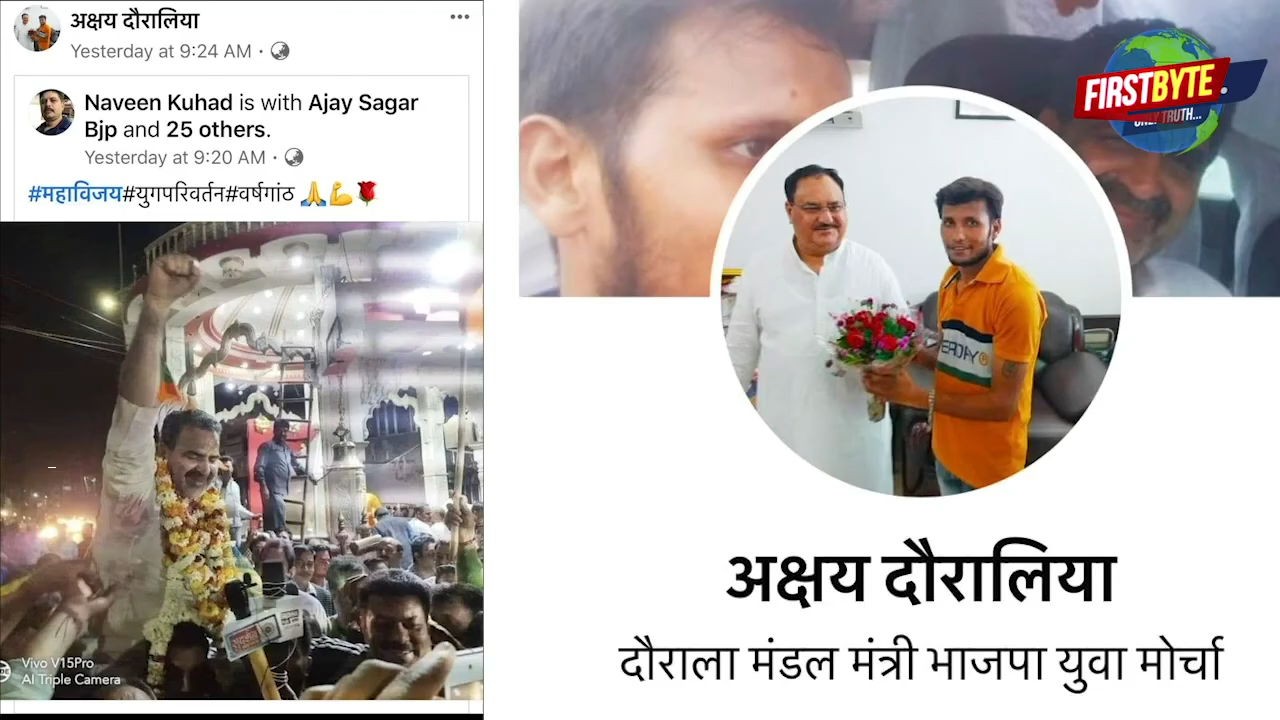 अक्षय दौरालिया
Yesterday at 9:24 AM ·
Naveen Kuhad is with Ajay Sagar
Bjp and 25 others.
Yesterday at 9:20 AM ·
#महाविजय#युगपरिवर्तन#वर्षगांठ 🙏💪🌹
Vivo V15Pro
AI Triple Camera
FIRSTBYTE.
ONLY TRUTH...
अक्षय दौरालिया
दौराला मंडल मंत्री भाजपा युवा मोर्चा